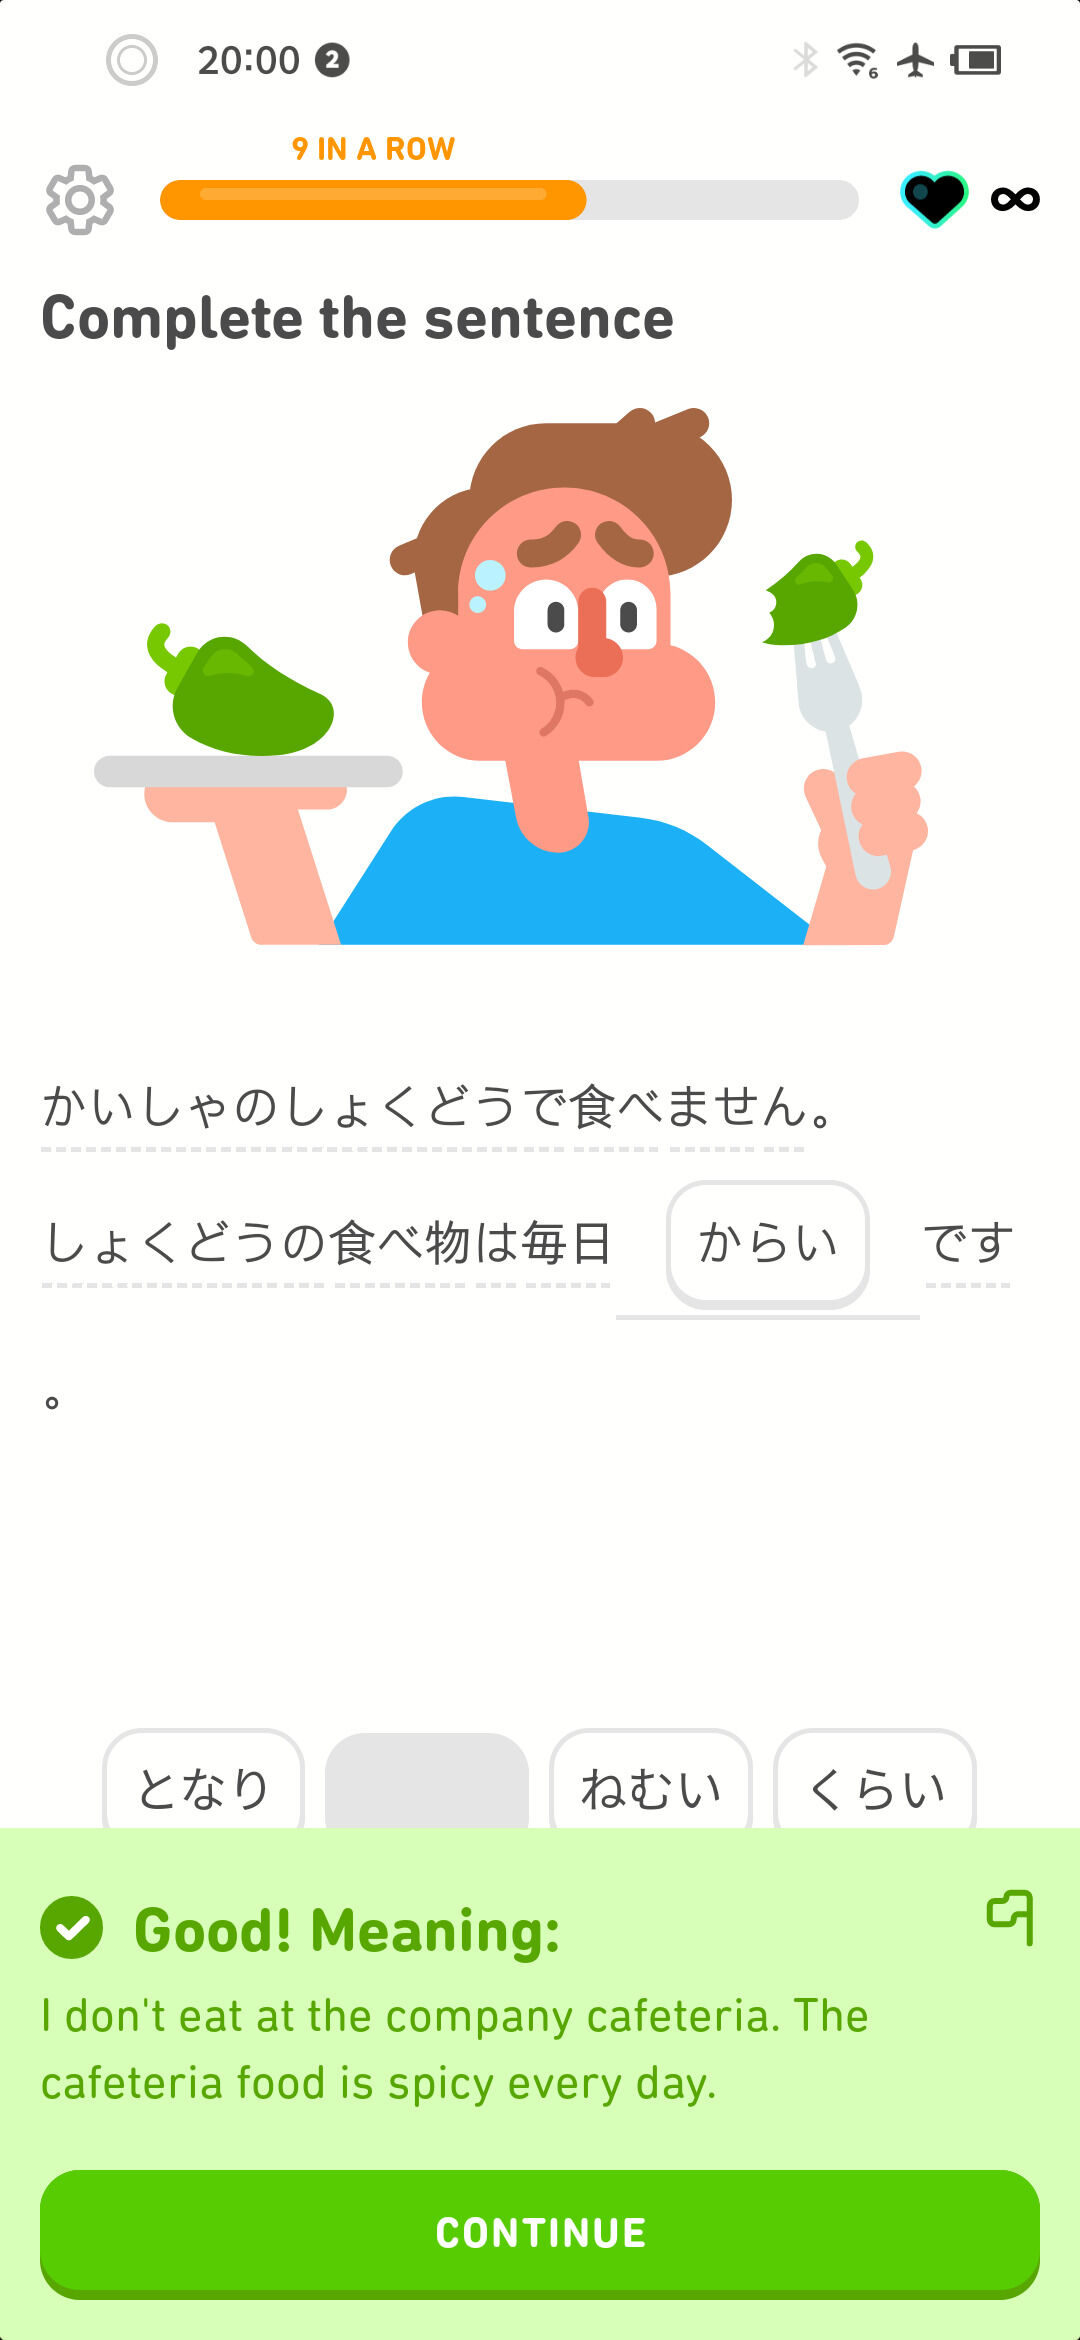 20:00 2
6
9 IN A ROW
Complete the sentence
かいしゃのしょくどうで食べません。
しょくどうの食べ物は毎日 からい です
。
となり ねむい くらい
Good! Meaning:
I don't eat at the company cafeteria. The
cafeteria food is spicy every day.
CONTINUE